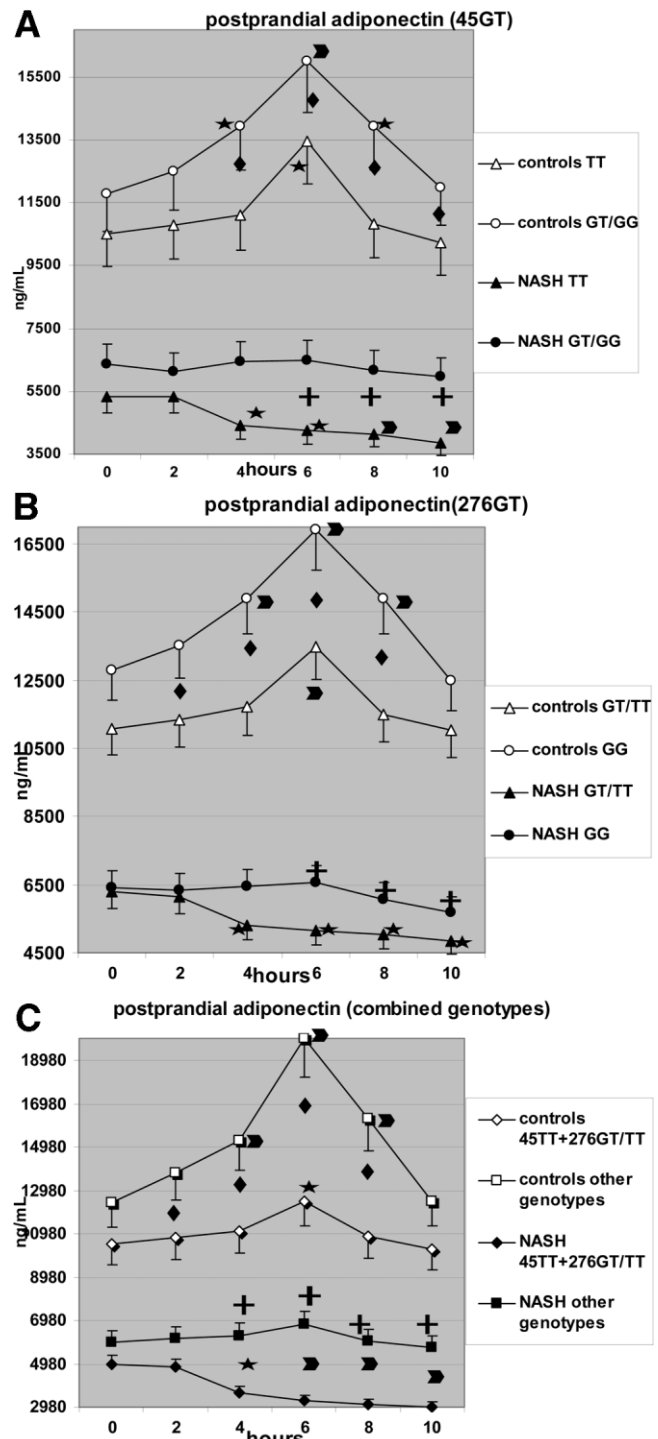 A
postprandial adiponectin (45GT)
15500
13500
11500
9500
7500
5500
3500
ng/mL
0 2 4 6 8 10
hours
controls TT
controls GT/GG
NASH TT
NASH GT/GG
B
postprandial adiponectin(276GT)
16500
14500
12500
10500
8500
6500
4500
ng/mL
0 2 4 6 8 10
hours
controls GT/TT
controls GG
NASH GT/TT
NASH GG
C
postprandial adiponectin (combined genotypes)
18980
16980
14980
12980
10980
8980
6980
4980
2980
ng/mL
0 2 4 6 8 10
hours
controls
45TT+276GT/TT
controls other
genotypes
NASH
45TT+276GT/TT
NASH other
genotypes